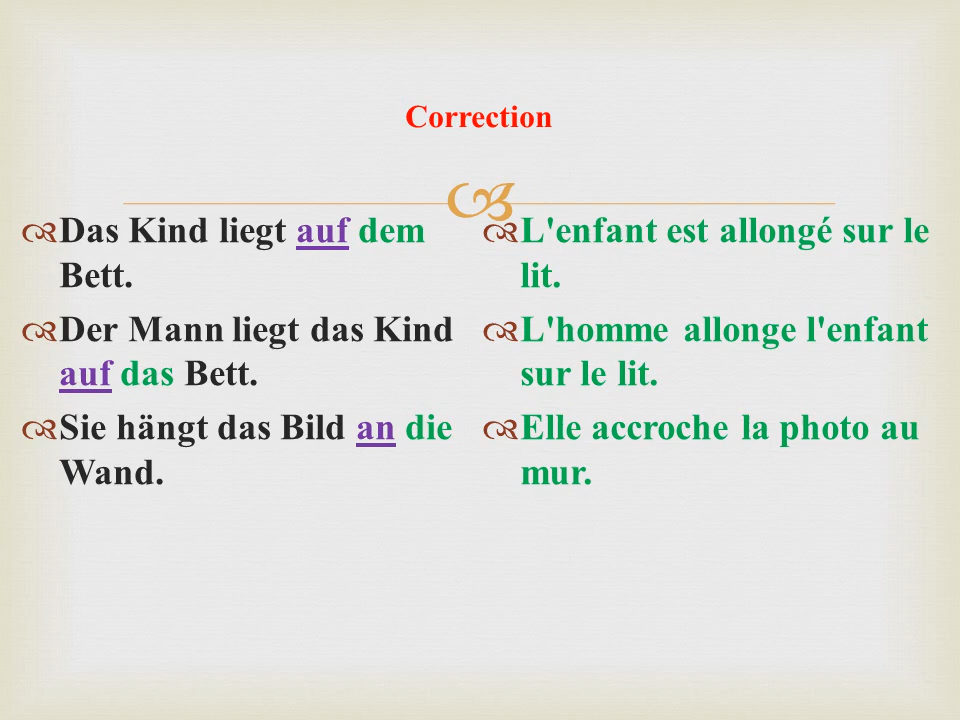 Correction
Das Kind liegt auf dem
Bett.
Der Mann liegt das Kind
auf das Bett.
Sie hängt das Bild an die
Wand.
L'enfant est allongé sur le
lit.
L'homme allonge l'enfant
sur le lit.
Elle accroche la photo au
mur.